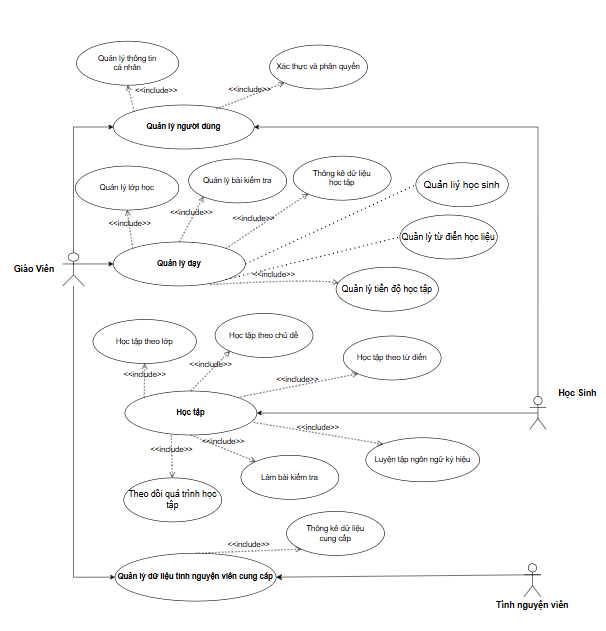 Quản lý thông tin
cá nhân
Xác thực và phân quyền
<<include>>
<<include>>
Quản lý người dùng
Quản lý lớp học
Quản lý bài kiểm tra
Thông kê dữ liệu
học tập
Quản liý học sinh
<<include>>
<<include>>
<<include>>
Quản lý từ điển học liệu
Quản lý dạy
<<include>>
Quản lý tiến độ học tập
Giáo Viên
Học tập theo lớp
Học tập theo chủ đề
Học tập theo từ điển
<<include>>
<<include>>
<<include>>
Học Sinh
Học tập
<<include>>
<<include>>
<<include>>
Luyện tập ngôn ngữ ký hiệu
Làm bài kiểm tra
Theo dõi quá trình học
tập
Thống kê dữ liệu
cung cấp
<<include>>
Quản lý dữ liệu tình nguyện viên cung cấp
Tình nguyện viên